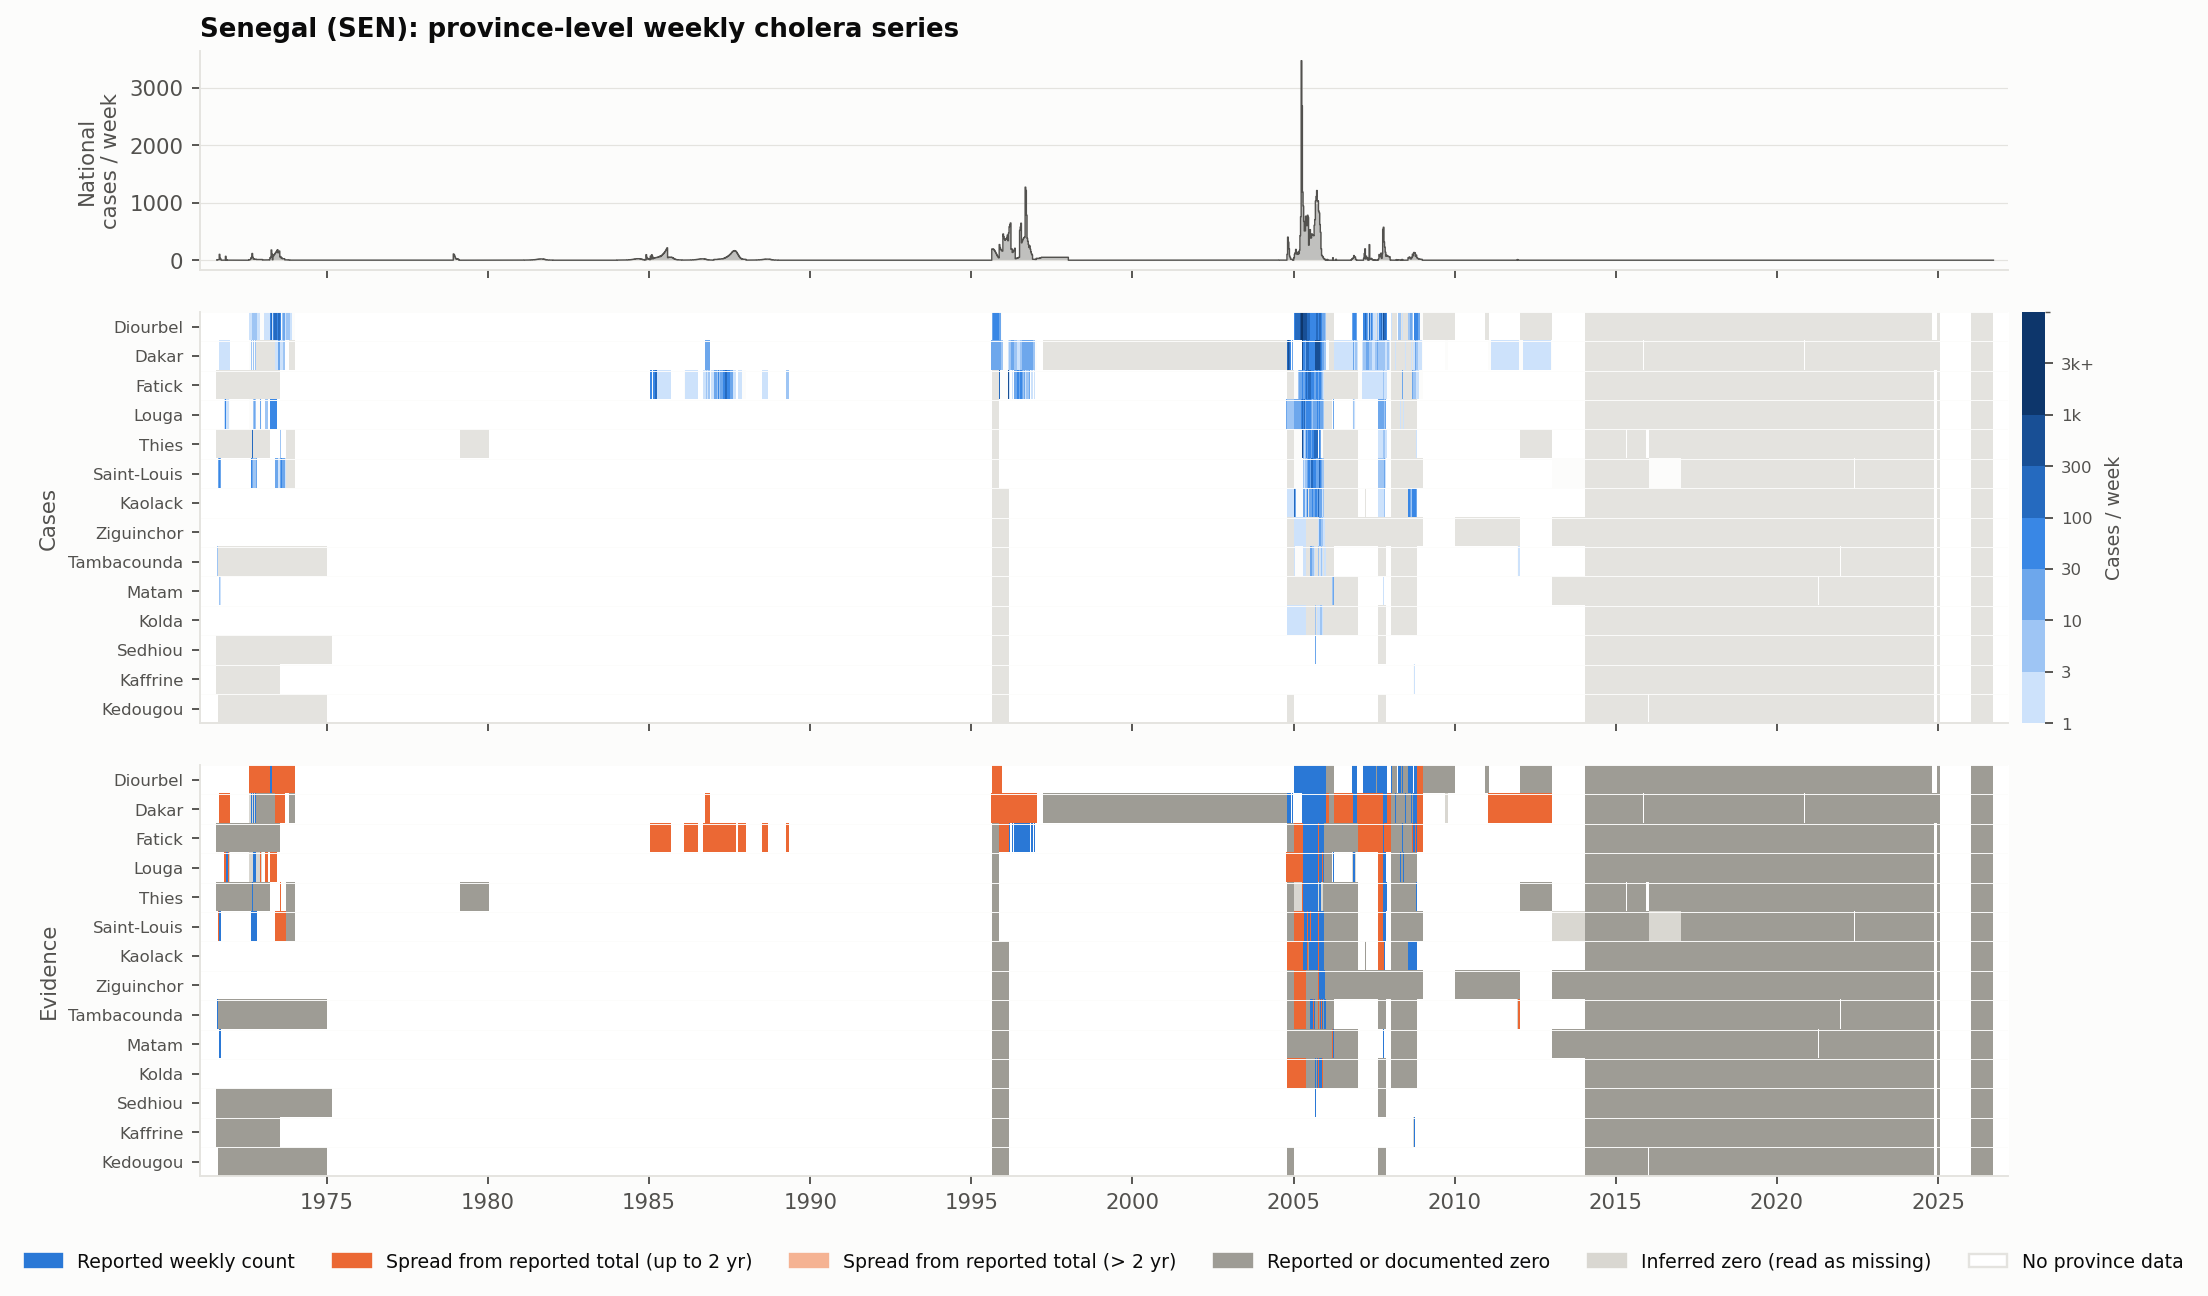 Senegal (SEN): province-level weekly cholera series
National
cases / week
3000
2000
1000
0
Cases
Diourbel
Dakar
Fatick
Louga
Thies
Saint-Louis
Kaolack
Ziguinchor
Tambacounda
Matam
Kolda
Sedhiou
Kaffrine
Kedougou
3k+
1k
300
100
30
10
3
1
Cases / week
Evidence
Diourbel
Dakar
Fatick
Louga
Thies
Saint-Louis
Kaolack
Ziguinchor
Tambacounda
Matam
Kolda
Sedhiou
Kaffrine
Kedougou
1975 1980 1985 1990 1995 2000 2005 2010 2015 2020 2025
Reported weekly count Spread from reported total (up to 2 yr) Spread from reported total (> 2 yr) Reported or documented zero Inferred zero (read as missing) No province data